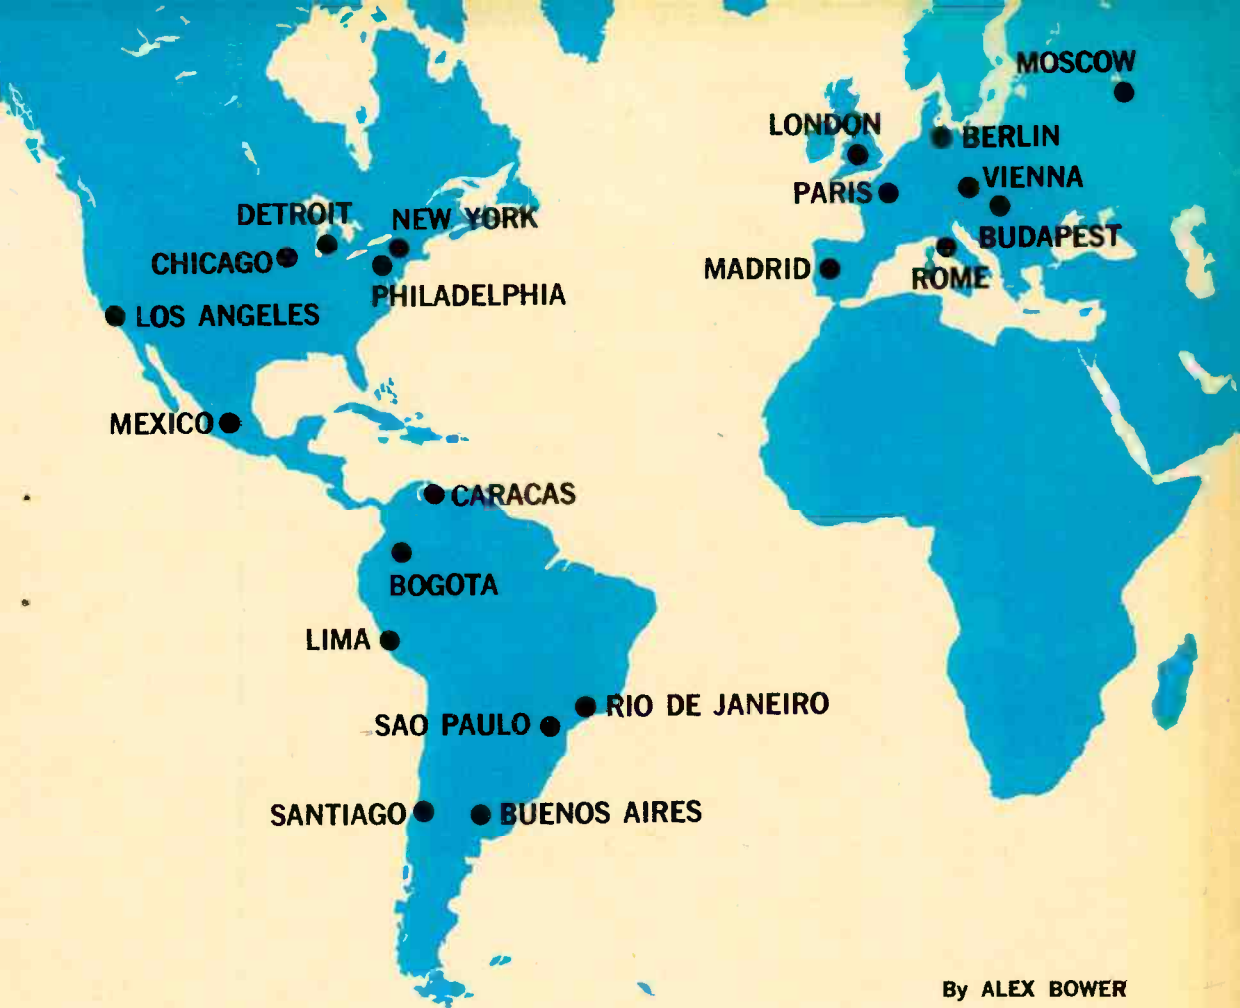 MOSCOW
LONDON
BERLIN
VIENNA
PARIS
DETROIT
NEW YORK
BUDAPEST
CHICAGO
MADRID
ROME
PHILADELPHIA
LOS ANGELES
MEXICO
CARACAS
BOGOTA
LIMA
RIO DE JANEIRO
SAO PAULO
SANTIAGO
BUENOS AIRES
By ALEX BOWER